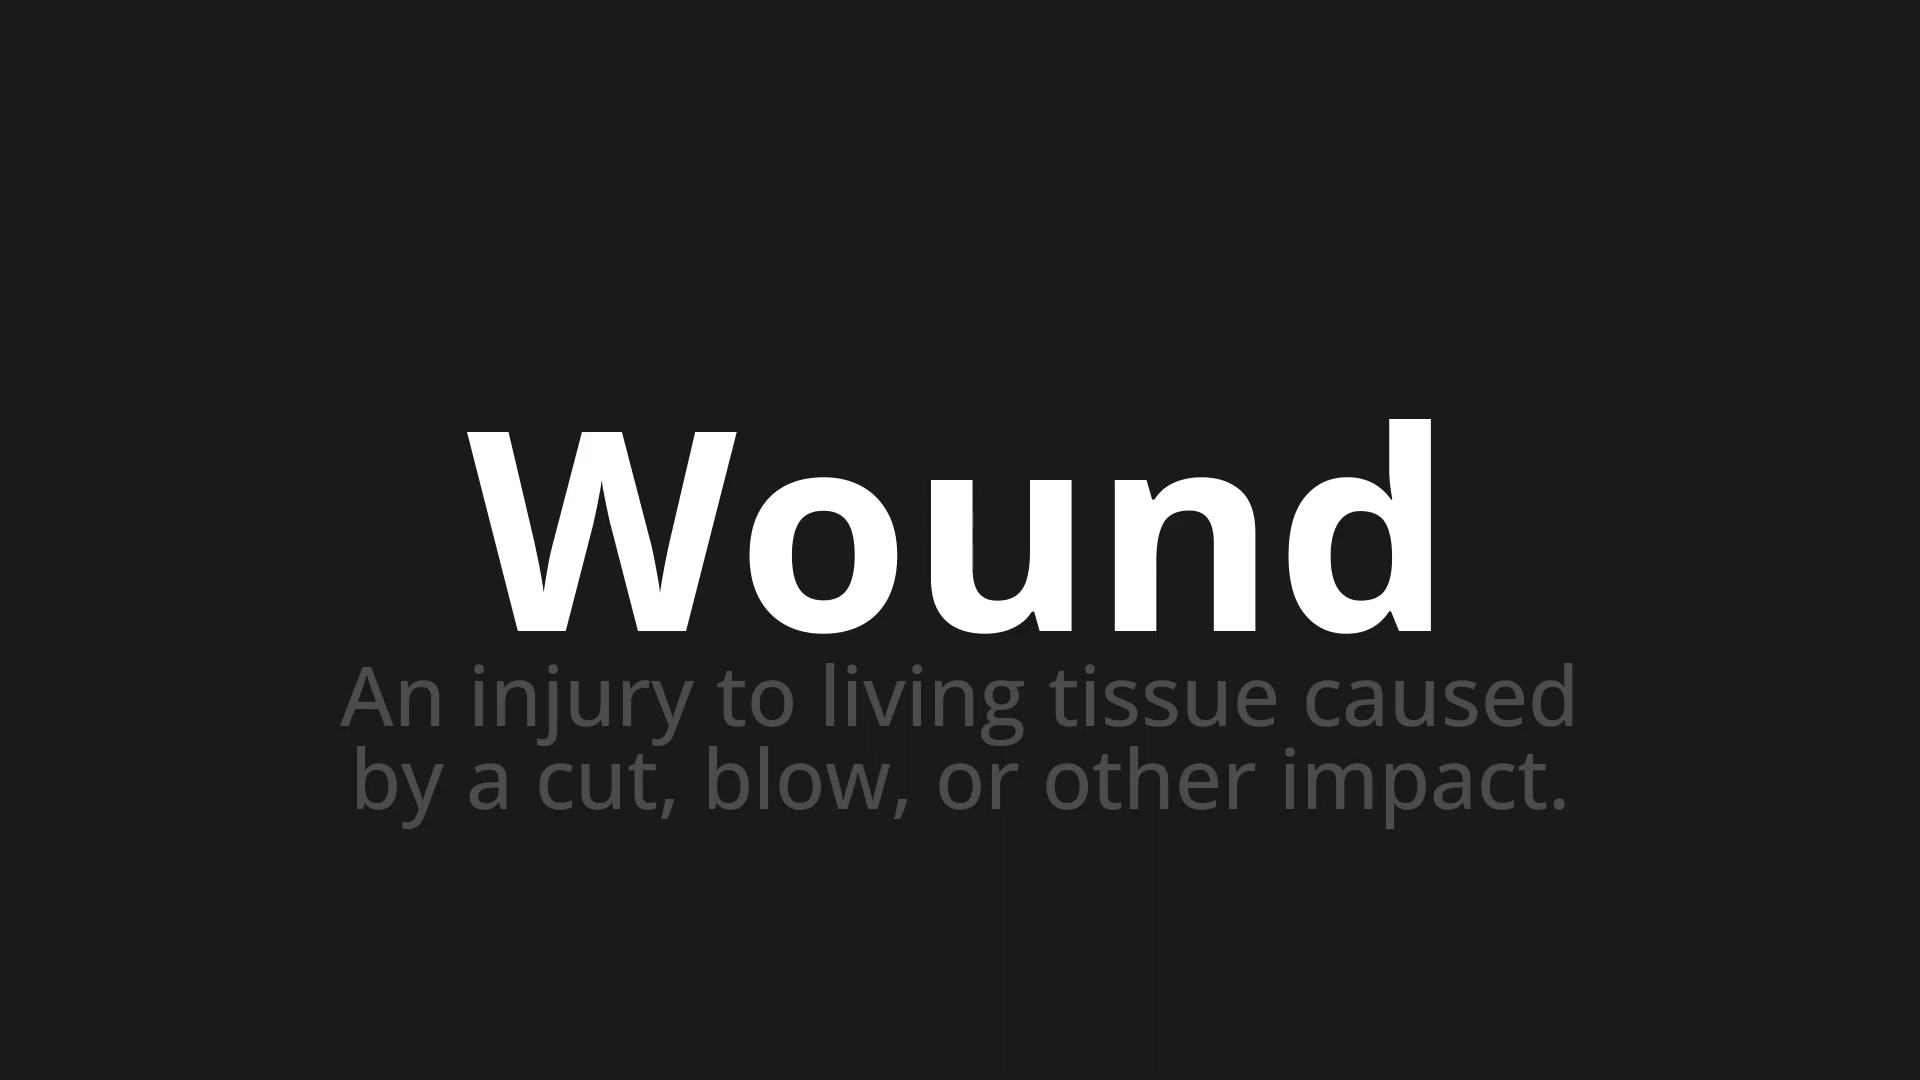 Wound
An injury to living tissue caused
by a cut, blow, or other impact.